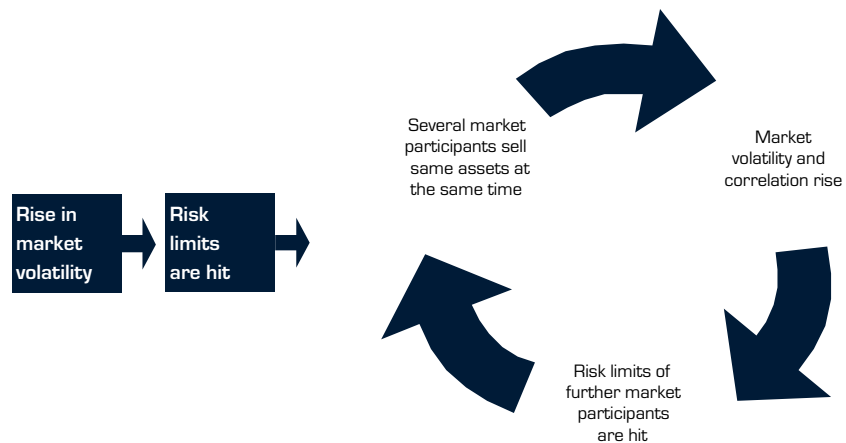 Rise in
market
volatility
Risk
limits
are hit
Several market
participants sell
same assets at
the same time
Market
volatility and
correlation rise
Risk limits of
further market
participants
are hit